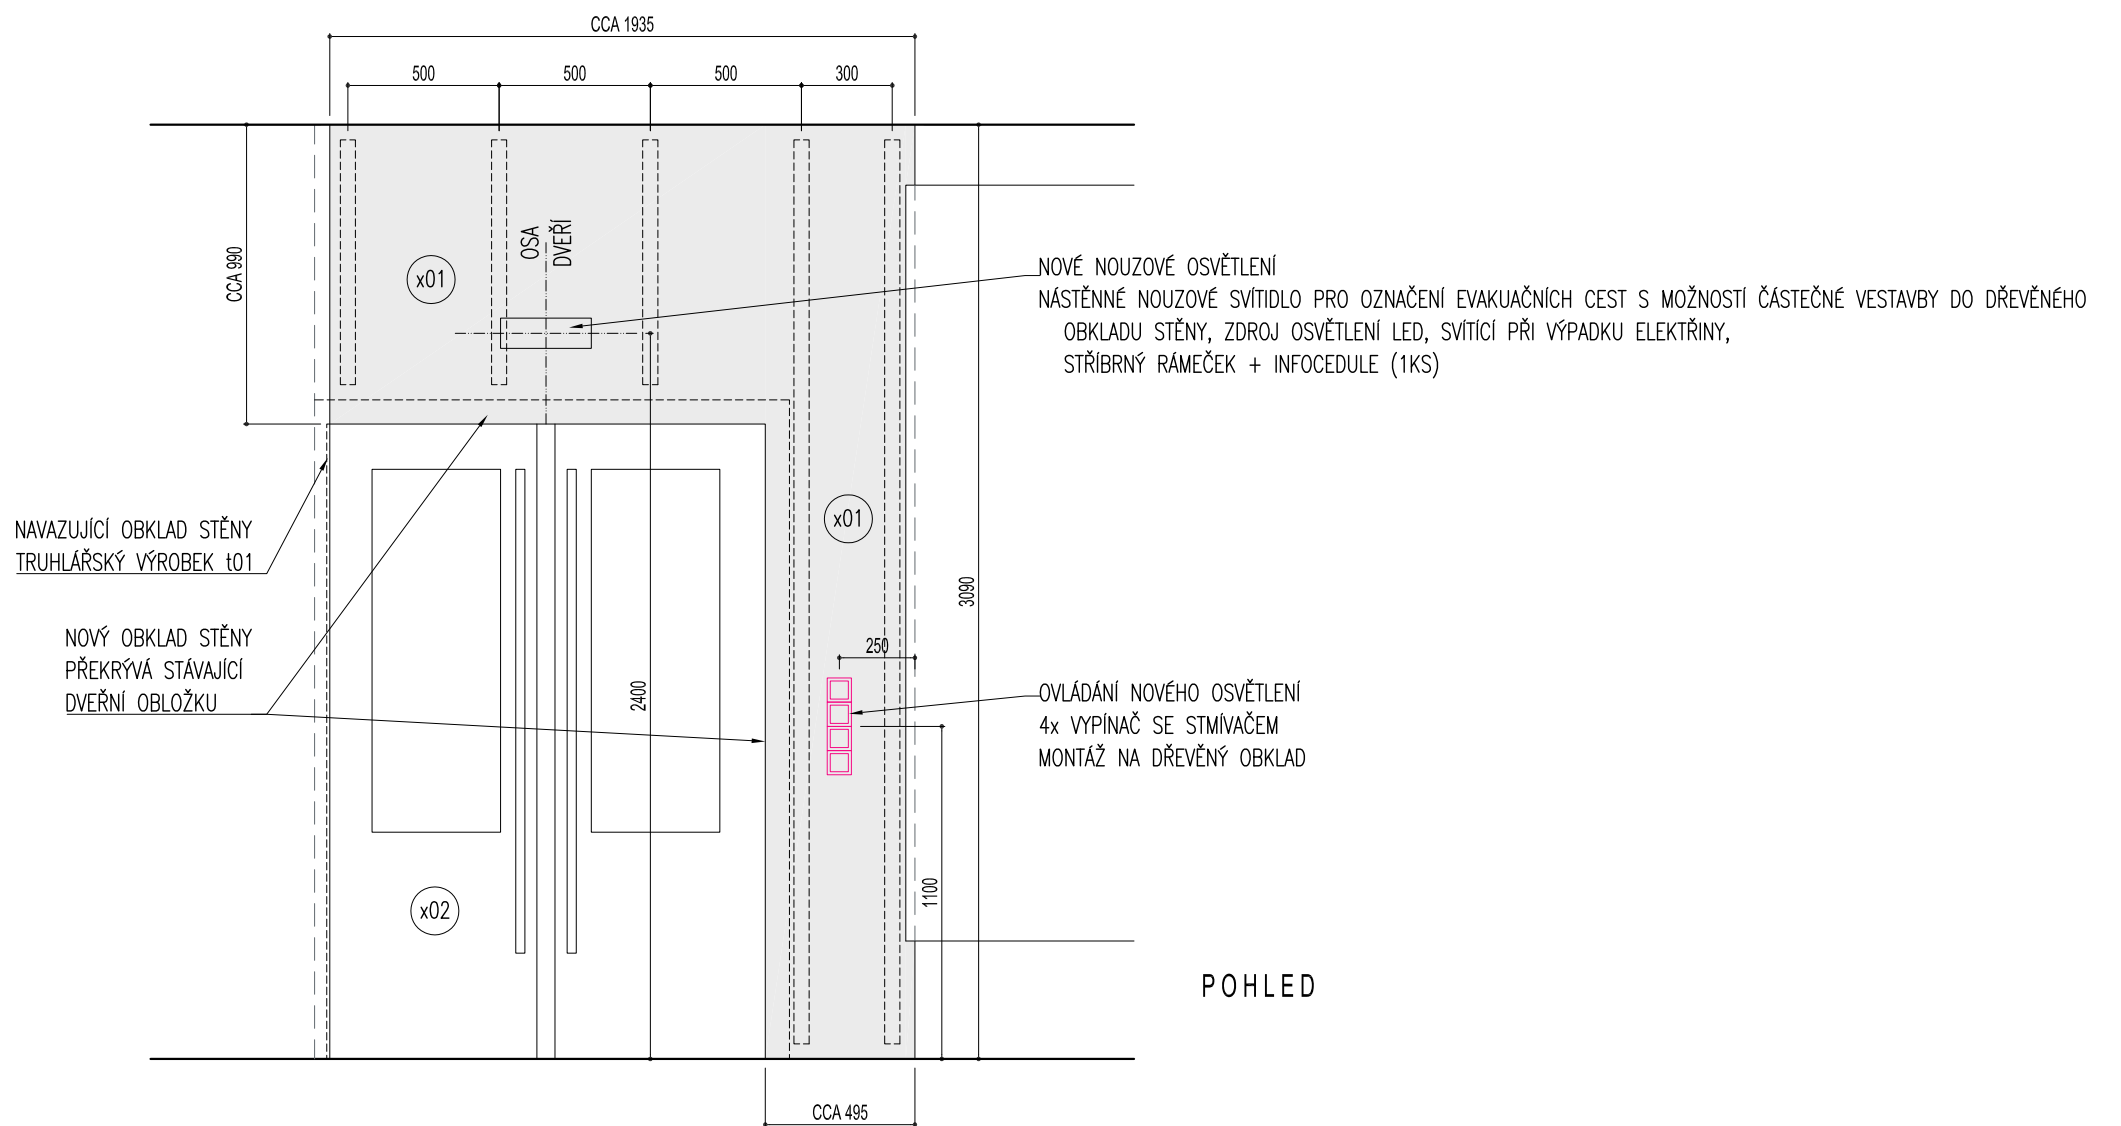 CCA 1935
500
500
500
300
CCA 990
OSA
DVEŘÍ
x01
NOVÉ NOUZOVÉ OSVĚTLENÍ
NÁSTĚNNÉ NOUZOVÉ SVÍTIDLO PRO OZNAČENÍ EVAKUAČNÍCH CEST S MOŽNOSTÍ ČÁSTEČNÉ VESTAVBY DO DŘEVĚNÉHO
OBKLADU STĚNY, ZDROJ OSVĚTLENÍ LED, SVÍTÍCÍ PŘI VÝPADKU ELEKTŘINY,
STŘÍBRNÝ RÁMEČEK + INFOCEDULE (1KS)
NAVAZUJÍCÍ OBKLAD STĚNY
TRUHLÁŘSKÝ VÝROBEK t01
x01
3090
NOVÝ OBKLAD STĚNY
PŘEKRÝVÁ STÁVAJÍCÍ
DVEŘNÍ OBLOŽKU
250
2400
OVLÁDÁNÍ NOVÉHO OSVĚTLENÍ
4x VYPÍNAČ SE STMÍVAČEM
MONTÁŽ NA DŘEVĚNÝ OBKLAD
1100
x02
POHLED
CCA 495